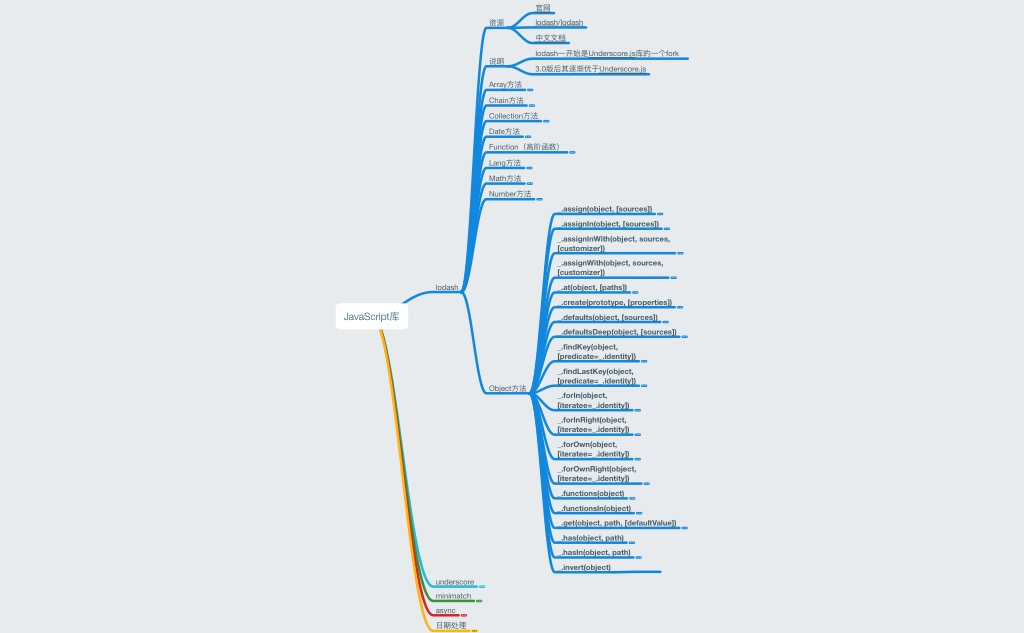 JavaScript库
lodash
资源
官网
lodash/lodash
中文文档
说明
lodash一开始是Underscore.js库的一个fork
3.0版后其逐渐优于Underscore.js
Array方法
Chain方法
Collection方法
Date方法
Function（高阶函数）
Lang方法
Math方法
Number方法
Object方法
_.assign(object, [sources])
_.assignIn(object, [sources])
_.assignInWith(object, sources,
[customizer])
_.assignWith(object, sources,
[customizer])
_.at(object, [paths])
_.create(prototype, [properties])
_.defaults(object, [sources])
_.defaultsDeep(object, [sources])
_.findKey(object,
[predicate=_.identity])
_.findLastKey(object,
[predicate=_.identity])
_.forIn(object,
[iteratee=_.identity])
_.forInRight(object,
[iteratee=_.identity])
_.forOwn(object,
[iteratee=_.identity])
_.forOwnRight(object,
[iteratee=_.identity])
_.functions(object)
_.functionsIn(object)
_.get(object, path, [defaultValue])
_.has(object, path)
_.hasIn(object, path)
_.invert(object)
underscore
minimatch
async
日期处理